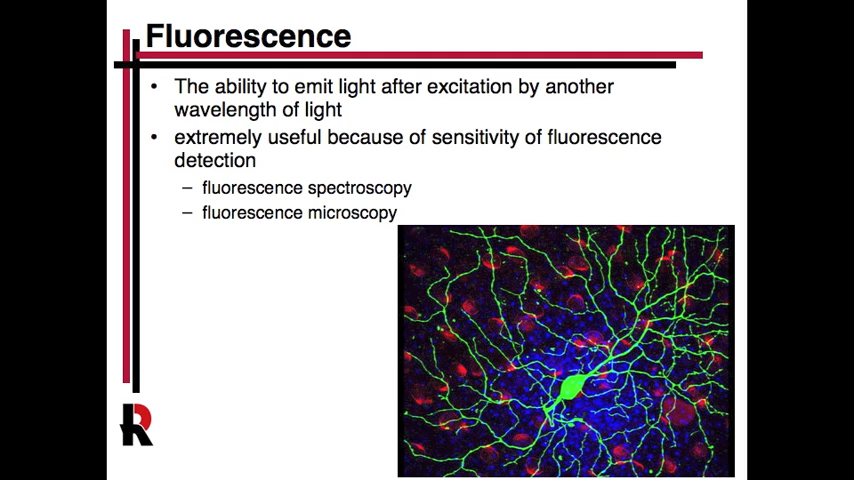 Fluorescence
• The ability to emit light after excitation by another
wavelength of light
• extremely useful because of sensitivity of fluorescence
detection
– fluorescence spectroscopy
– fluorescence microscopy
R